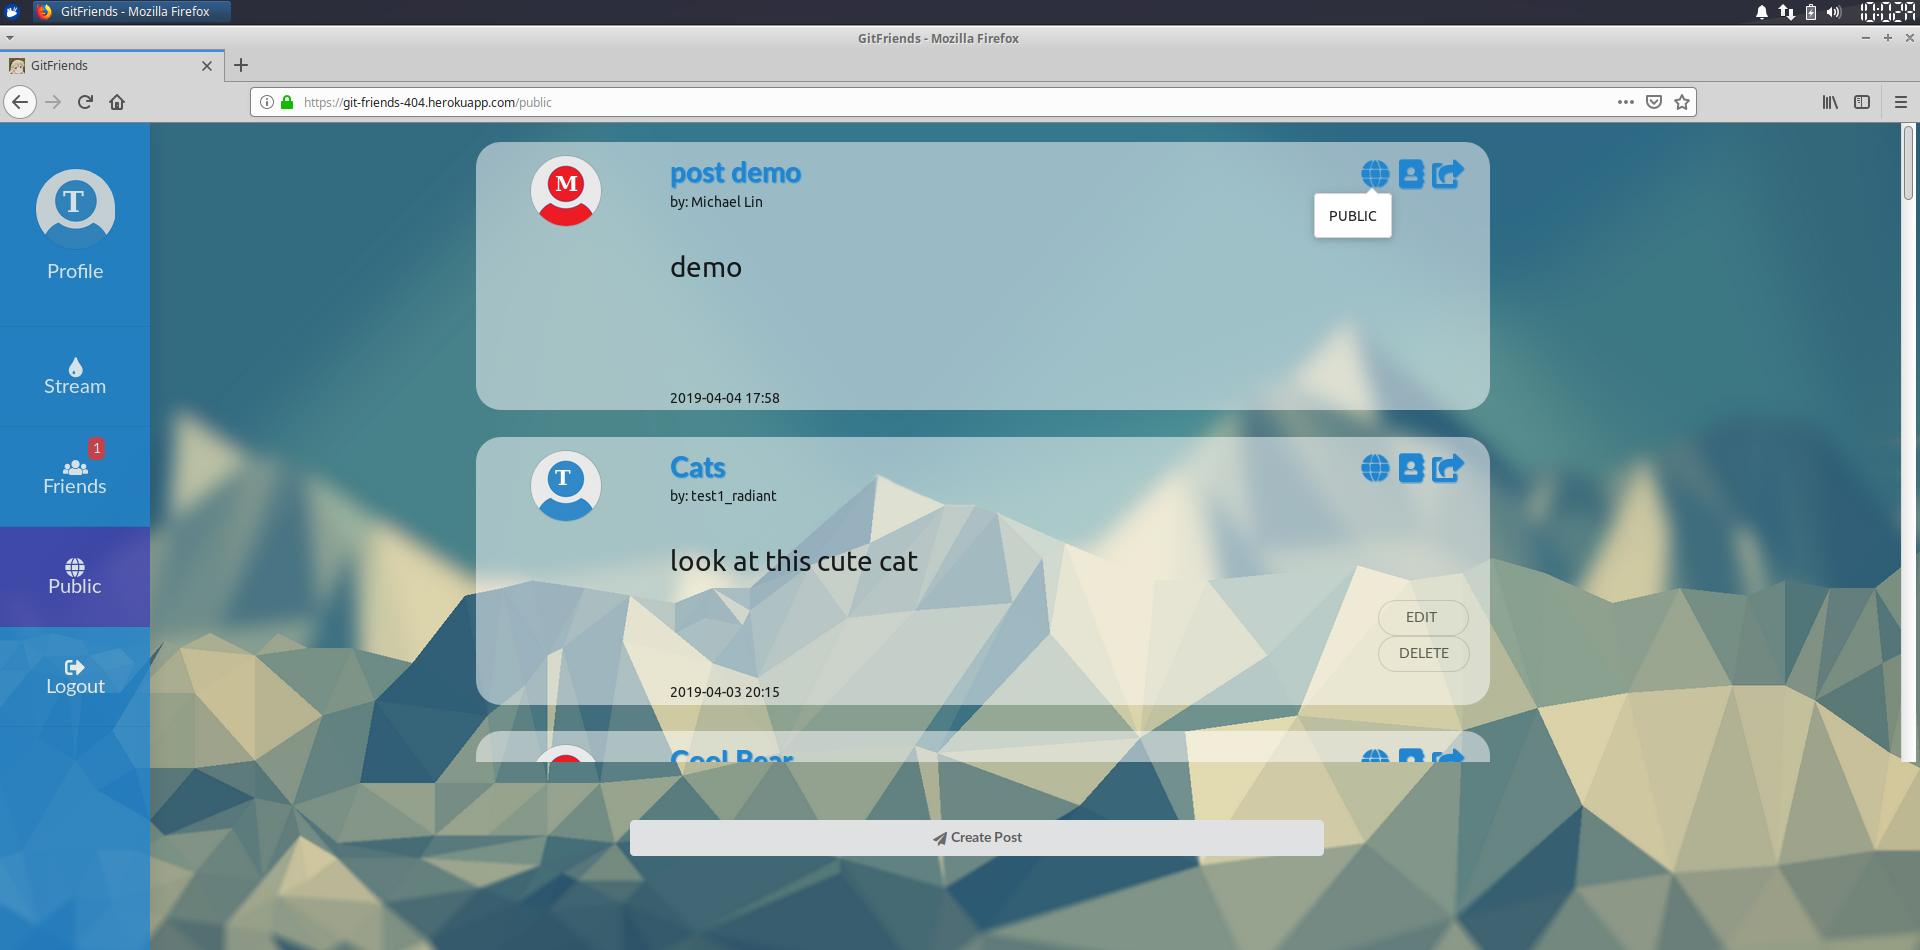 GitFriends - Mozilla Firefox
10:02A
GitFriends - Mozilla Firefox
GitFriends
https://git-friends-404.herokuapp.com/public
T
Profile
Stream
1
Friends
Public
Logout
M
post demo
by: Michael Lin
PUBLIC
demo
2019-04-04 17:58
T
Cats
by: test1_radiant
look at this cute cat
EDIT
DELETE
2019-04-03 20:15
Cool Bear
Create Post